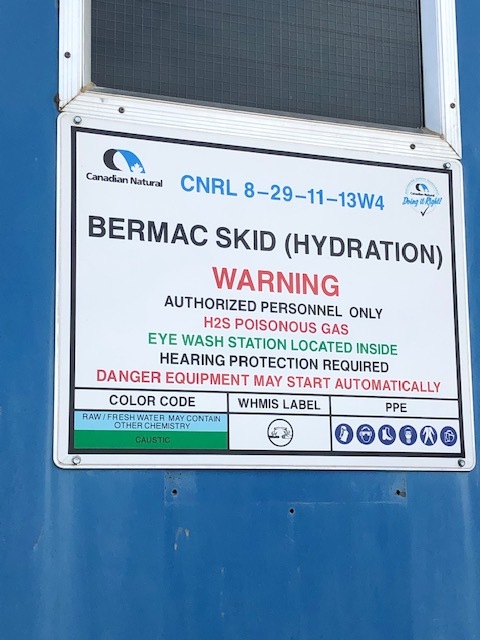 Canadian Natural
CNRL 8-29-11-13W4
Canadian Natural
Doing it Right!
BERMAC SKID (HYDRATION)
WARNING
AUTHORIZED PERSONNEL ONLY
H2S POISONOUS GAS
EYE WASH STATION LOCATED INSIDE
HEARING PROTECTION REQUIRED
DANGER EQUIPMENT MAY START AUTOMATICALLY
COLOR CODE
WHMIS LABEL
PPE
RAW / FRESH WATER MAY CONTAIN
OTHER CHEMISTRY
CAUSTIC